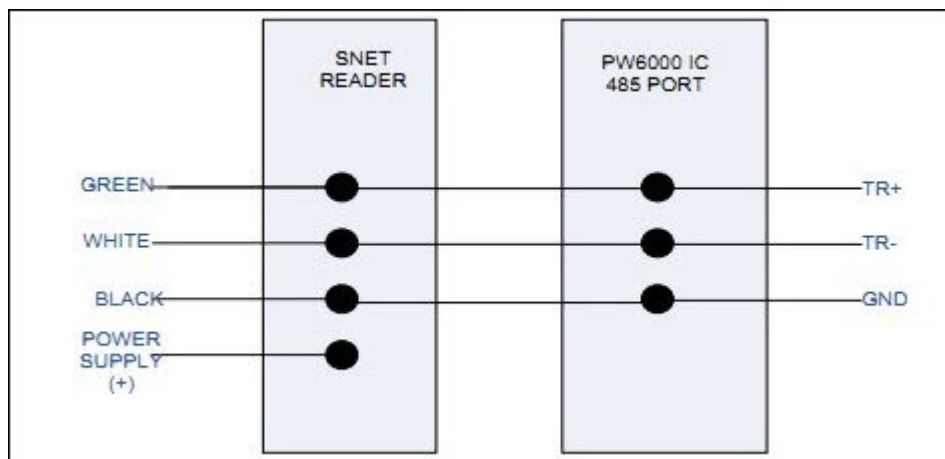 SNET
READER
PW6000 IC
485 PORT
GREEN
TR+
WHITE
TR-
BLACK
GND
POWER
SUPPLY
(+)